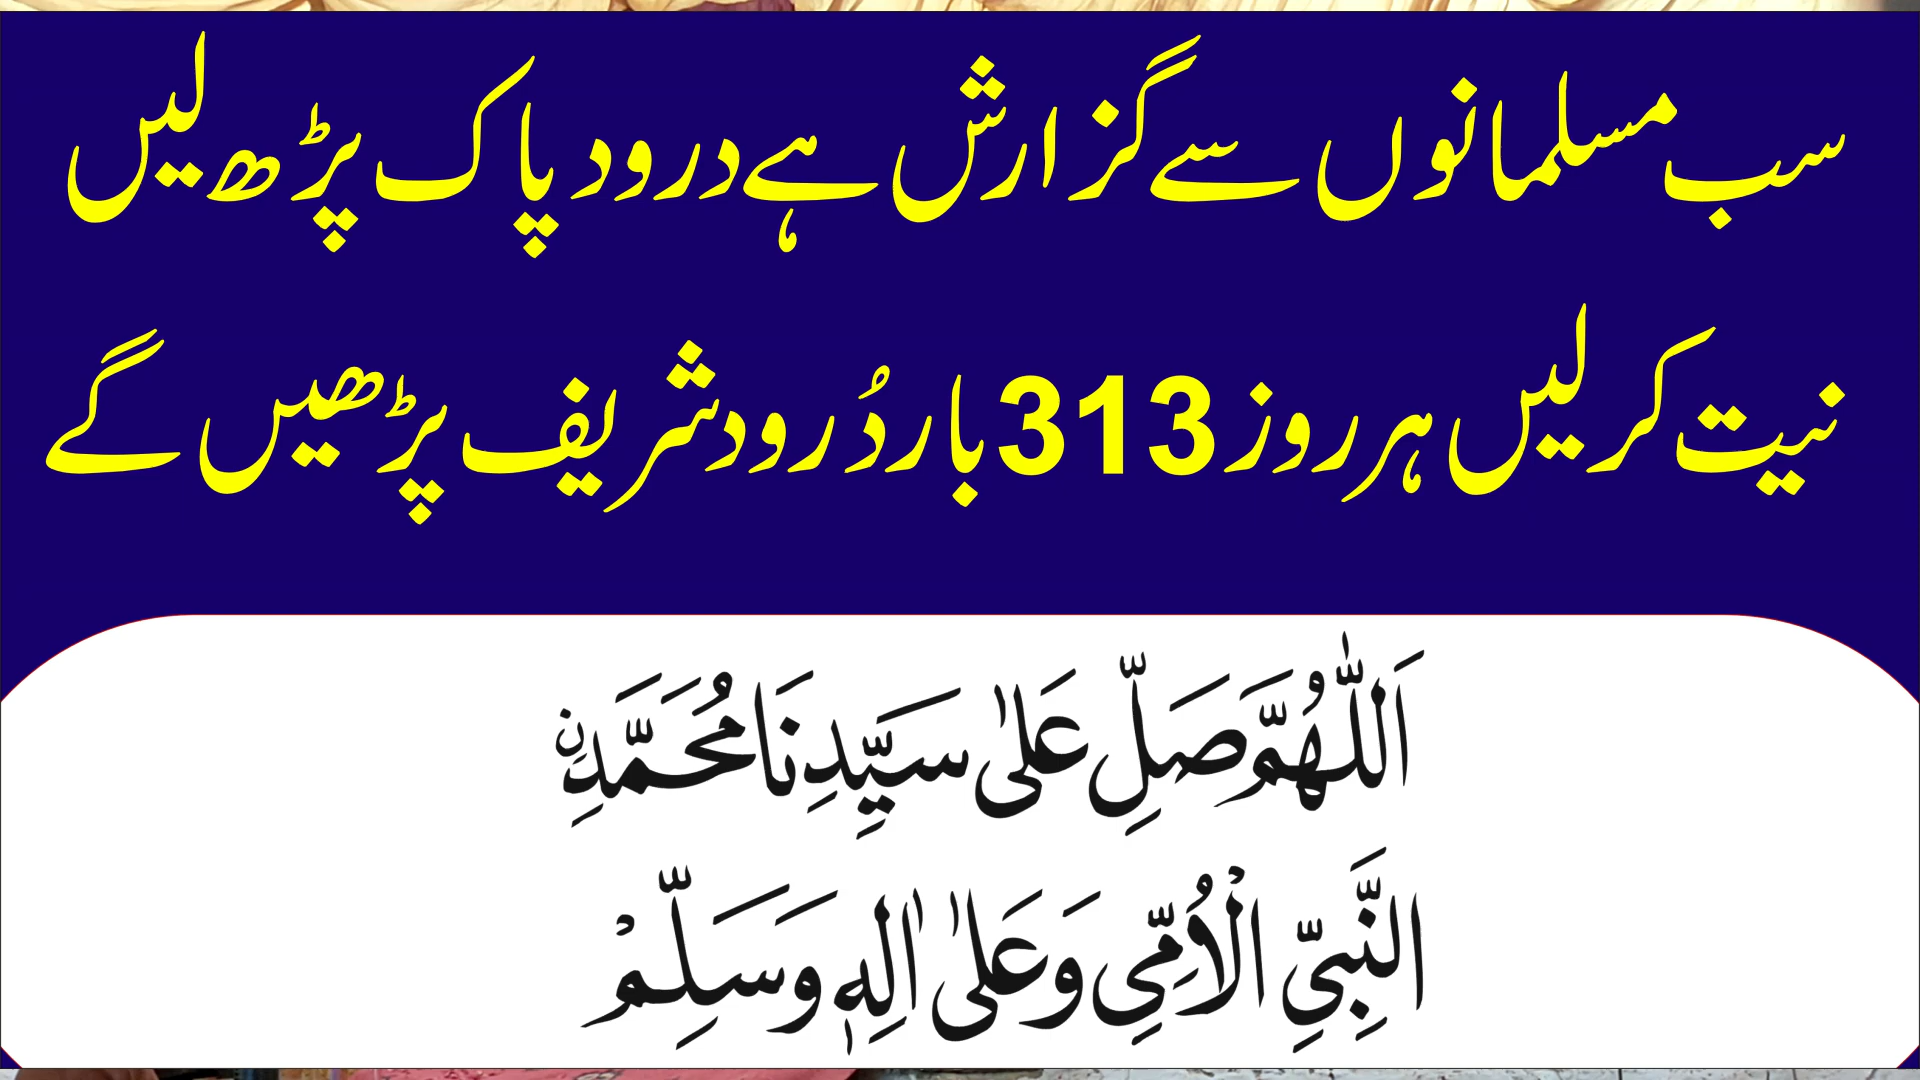 سب مسلمانوں سے گزارش ہے درود پاک پڑھ لیں
نیت کرلیں ہر روز 313 بار دُرود شریف پڑھیں گے
اَللّٰهُمَّ صَلِّ عَلٰى سَيِّدِنَا مُحَمَّدِنِ
النَّبِيِّ الْاُمِّيِ وَعَلٰى اٰلِهٖ وَسَلِّمْ